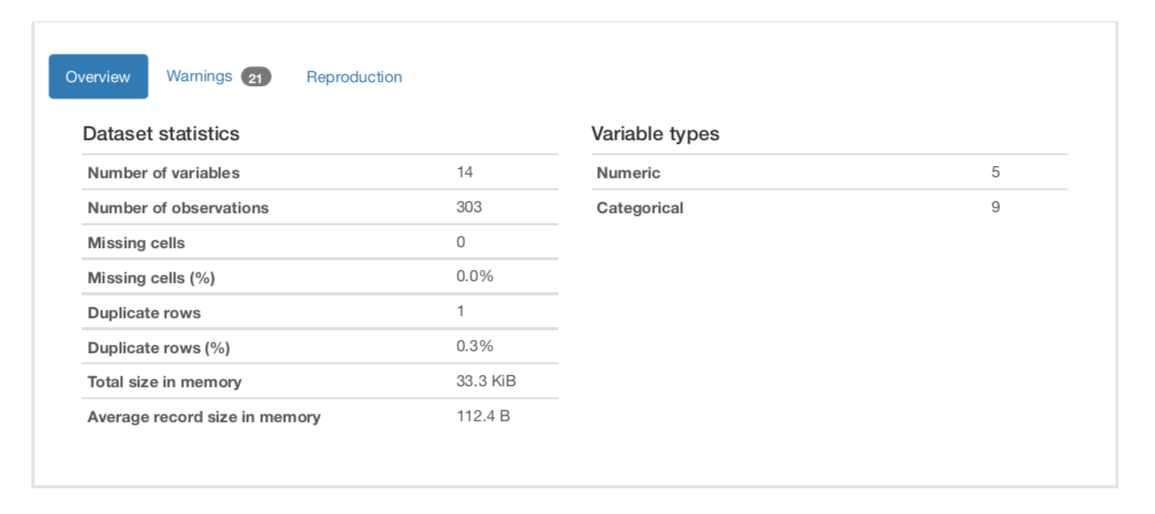 Overview Warnings 21 Reproduction
Dataset statistics
Number of variables 14
Number of observations 303
Missing cells 0
Missing cells (%) 0.0%
Duplicate rows 1
Duplicate rows (%) 0.3%
Total size in memory 33.3 KiB
Average record size in memory 112.4 B
Variable types
Numeric 5
Categorical 9